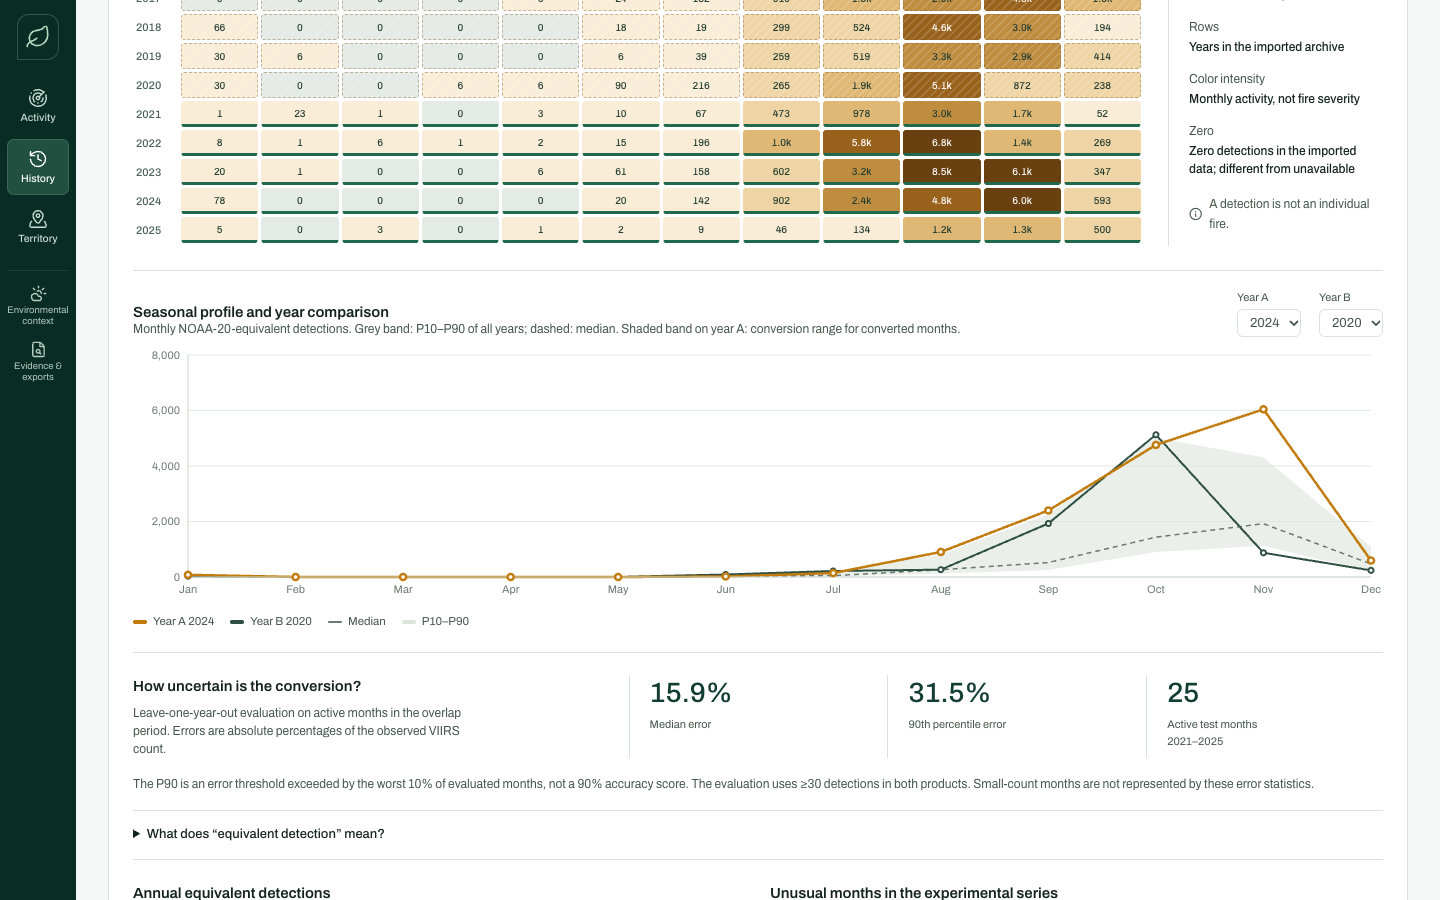 Activity
History
Territory
Environmental
context
Evidence &
exports
2018 66 0 0 0 0 18 19 299 524 4.6k 3.0k 194
2019 30 6 0 0 0 6 39 259 519 3.3k 2.9k 414
2020 30 0 0 6 6 90 216 265 1.9k 5.1k 872 238
2021 1 23 1 0 3 10 67 473 978 3.0k 1.7k 52
2022 8 1 6 1 2 15 196 1.0k 5.8k 6.8k 1.4k 269
2023 20 1 0 0 6 61 158 602 3.2k 8.5k 6.1k 347
2024 78 0 0 0 0 20 142 902 2.4k 4.8k 6.0k 593
2025 5 0 3 0 1 2 9 46 134 1.2k 1.3k 500
Rows
Years in the imported archive
Color intensity
Monthly activity, not fire severity
Zero
Zero detections in the imported
data; different from unavailable
A detection is not an individual
fire.
Seasonal profile and year comparison
Monthly NOAA-20-equivalent detections. Grey band: P10–P90 of all years; dashed: median. Shaded band on year A: conversion range for converted months.
Year A Year B
2024 2020
8,000
6,000
4,000
2,000
0
Jan Feb Mar Apr May Jun Jul Aug Sep Oct Nov Dec
Year A 2024 Year B 2020 Median P10–P90
How uncertain is the conversion?
Leave-one-year-out evaluation on active months in the overlap
period. Errors are absolute percentages of the observed VIIRS
count.
15.9%
Median error
31.5%
90th percentile error
25
Active test months
2021–2025
The P90 is an error threshold exceeded by the worst 10% of evaluated months, not a 90% accuracy score. The evaluation uses ≥30 detections in both products. Small-count months are not represented by these error statistics.
What does “equivalent detection” mean?
Annual equivalent detections
Unusual months in the experimental series